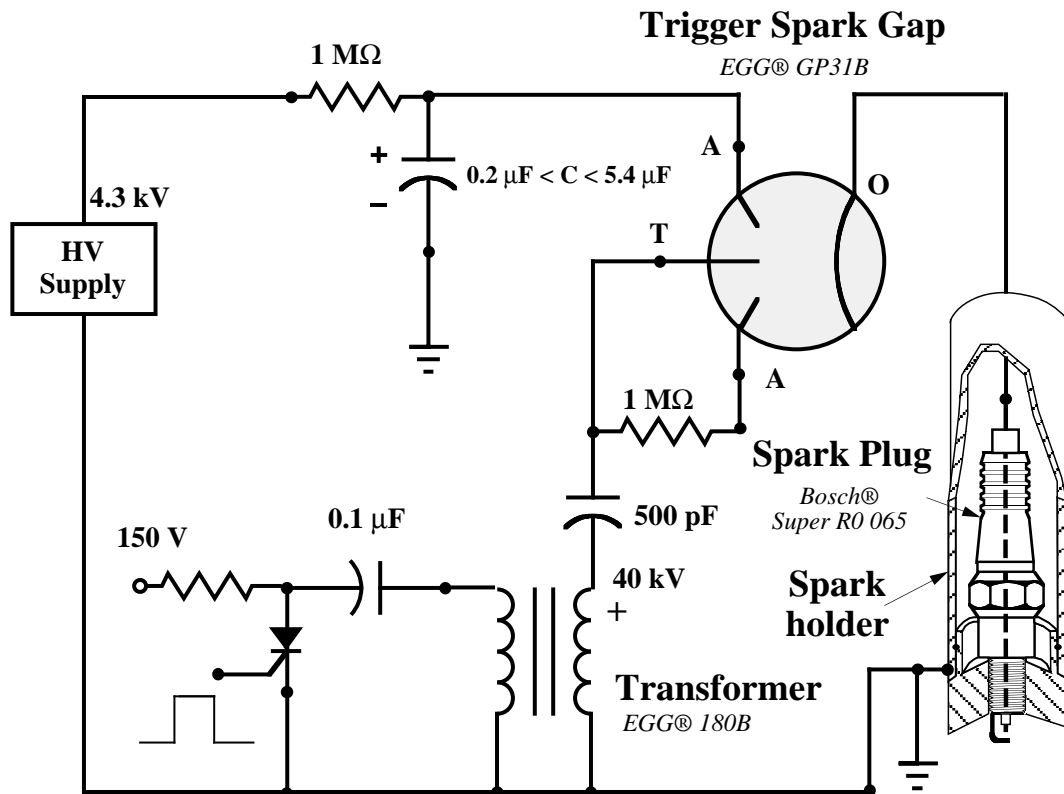 Trigger Spark Gap
EGG® GP31B
1 MΩ
A
+
−
0.2 μF < C < 5.4 μF
O
4.3 kV
HV
Supply
T
A
1 MΩ
Spark Plug
Bosch®
Super R0 065
500 pF
0.1 μF
150 V
40 kV
+
Spark
holder
Transformer
EGG® 180B